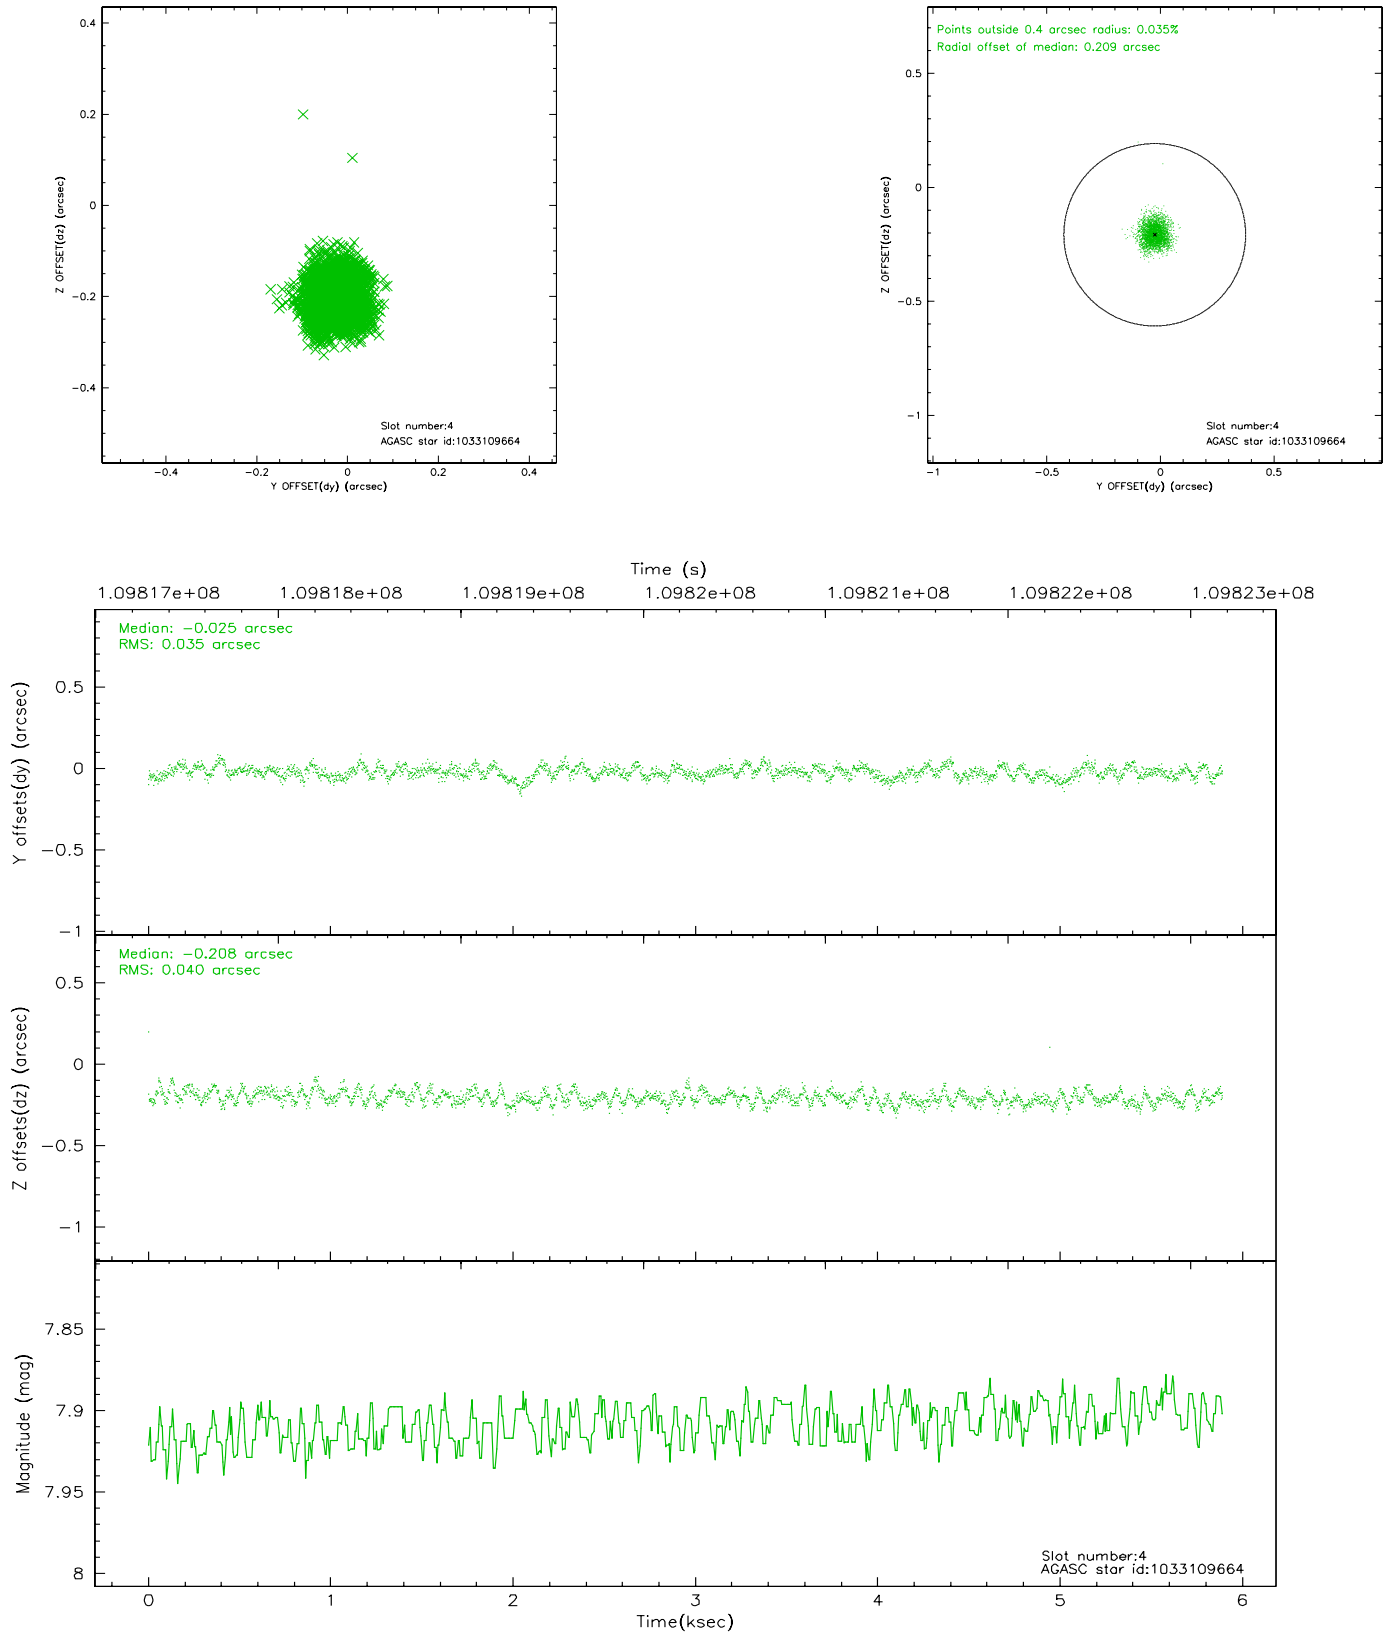 0.4
0.2
0
−0.2
−0.4
Z OFFSET(dz) (arcsec)
Slot number:4
AGASC star id:1033109664
−0.4
−0.2
0
0.2
0.4
Y OFFSET(dy) (arcsec)
Points outside 0.4 arcsec radius: 0.035%
Radial offset of median: 0.209 arcsec
0.5
0
−0.5
−1
Z OFFSET(dz) (arcsec)
Slot number:4
AGASC star id:1033109664
−1
−0.5
0
0.5
Y OFFSET(dy) (arcsec)
Time (s)
1.09817e+08
1.09818e+08
1.09819e+08
1.0982e+08
1.09821e+08
1.09822e+08
1.09823e+08
Median: −0.025 arcsec
RMS: 0.035 arcsec
0.5
0
−0.5
−1
Y offsets(dy) (arcsec)
Median: −0.208 arcsec
RMS: 0.040 arcsec
0.5
0
−0.5
−1
Z offsets(dz) (arcsec)
7.85
7.9
7.95
8
Magnitude (mag)
Slot number:4
AGASC star id:1033109664
0
1
2
3
4
5
6
Time(ksec)